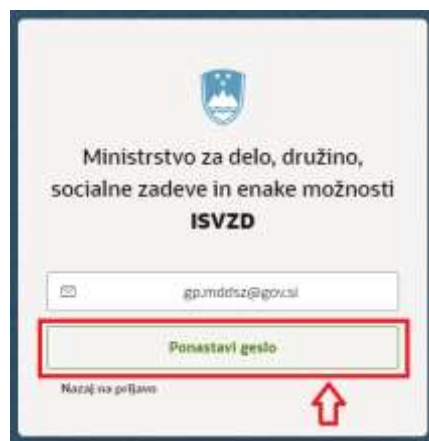 Ministrstvo za delo, družino,
socialne zadeve in enake možnosti
ISVZD
gp.mddsz@gov.si
Ponastavi geslo
Nazaj na prijavo